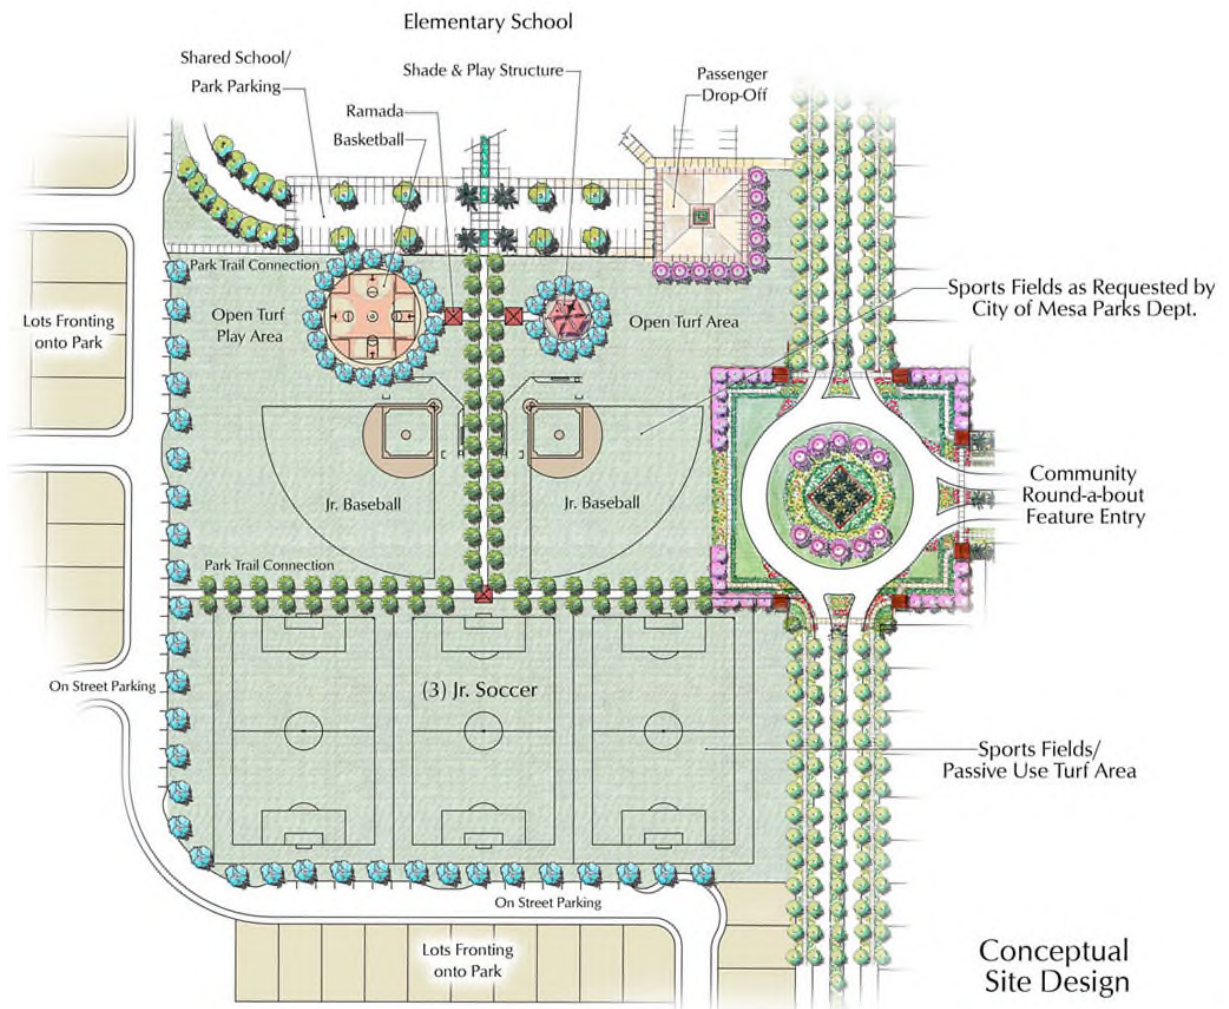 Elementary School
Shared School/
Park Parking
Shade & Play Structure
Passenger
Drop-Off
Ramada
Basketball
Park Trail Connection
Sports Fields as Requested by
City of Mesa Parks Dept.
Lots Fronting
onto Park
Open Turf
Play Area
Open Turf Area
Community
Round-a-bout
Feature Entry
Jr. Baseball
Jr. Baseball
Park Trail Connection
On Street Parking
(3) Jr. Soccer
Sports Fields/
Passive Use Turf Area
On Street Parking
Lots Fronting
onto Park
Conceptual
Site Design